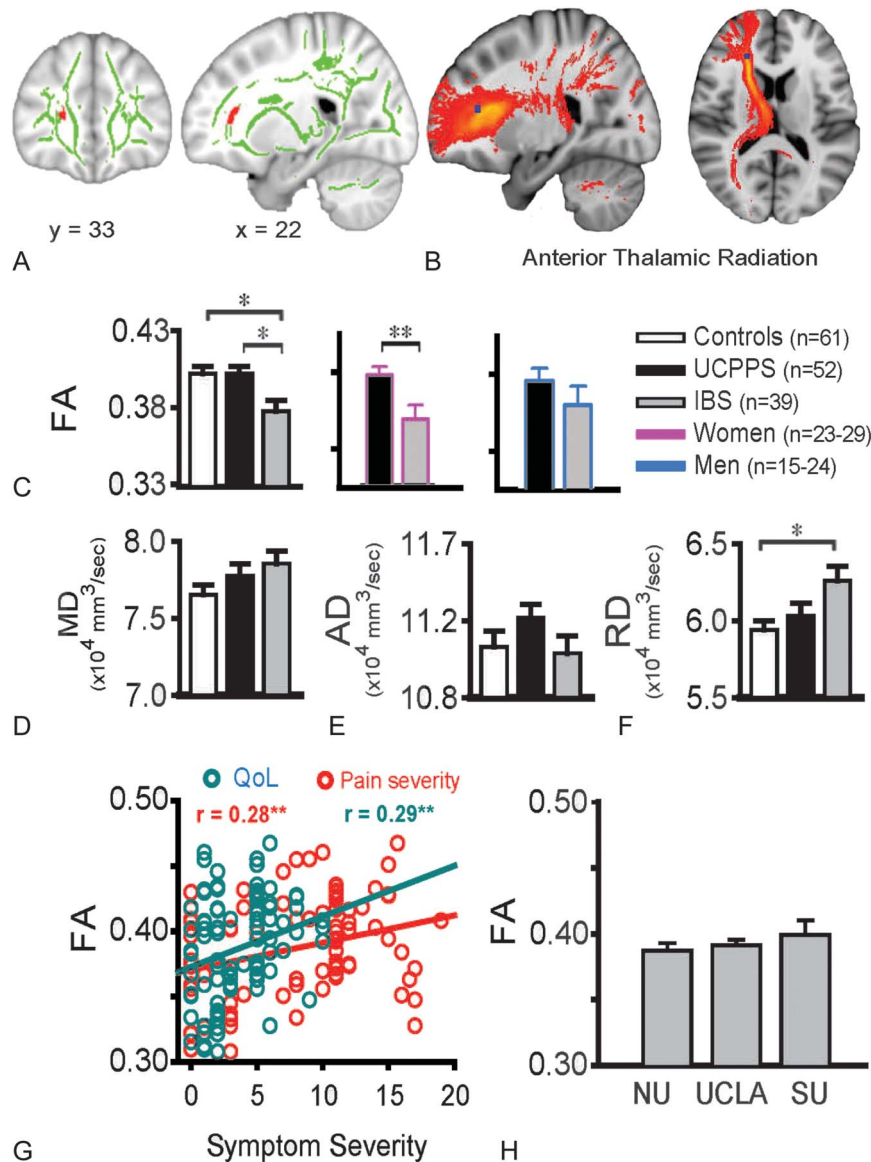 y = 33
x = 22
A
B
Anterior Thalamic Radiation
*
*
**
0.43
0.38
0.33
FA
C
Controls (n=61)
UCPPS (n=52)
IBS (n=39)
Women (n=23-29)
Men (n=15-24)
8.0
7.5
7.0
MD
(x10⁴ mm³/sec)
D
11.7
11.2
10.8
AD
(x10⁴ mm³/sec)
E
*
6.5
6.0
5.5
RD
(x10⁴ mm³/sec)
F
QoL
Pain severity
r = 0.28**
r = 0.29**
0.50
0.40
0.30
FA
0 5 10 15 20
Symptom Severity
G
0.50
0.40
0.30
FA
NU UCLA SU
H